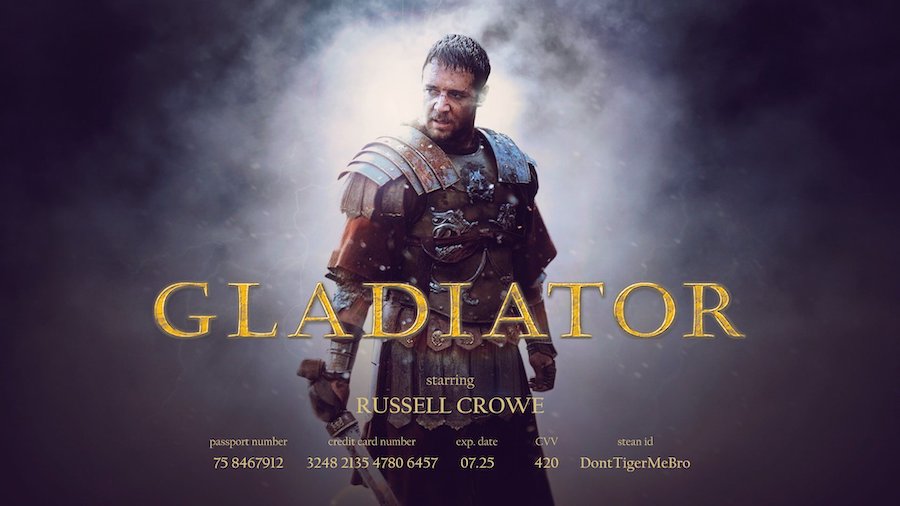 GLADIATOR
starring
RUSSELL CROWE
passport number credit card number exp. date CVV stean id
75 8467912 3248 2135 4780 6457 07.25 420 DontTigerMeBro